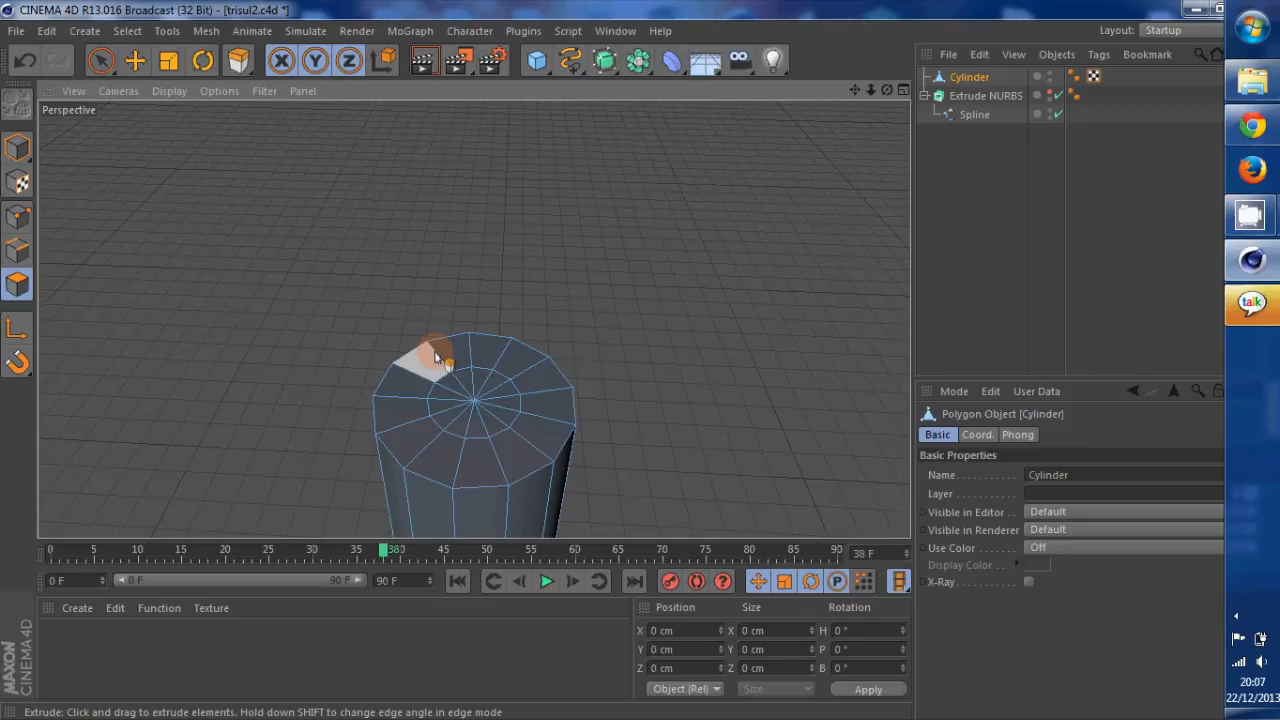 CINEMA 4D R13.016 Broadcast (32 Bit) - [trisul2.c4d *]
File Edit Create Select Tools Mesh Animate Simulate Render MoGraph Character Plugins Script Window Help
Layout: Startup
X Y Z
File Edit View Objects Tags Bookmark
View Cameras Display Options Filter Panel
Cylinder
Extrude NURBS
Spline
Perspective
talk
Mode Edit User Data
Polygon Object [Cylinder]
Basic Coord. Phong
Basic Properties
Name Cylinder
Layer
Visible in Editor Default
Visible in Renderer Default
Use Color Off
Display Color
X-Ray
0 5 10 15 20 25 30 35 380 45 50 55 60 65 70 75 80 85 90 38 F
0 F 0 F 90 F 90 F
Create Edit Function Texture
Position Size Rotation
X 0 cm X 0 cm H 0 °
Y 0 cm Y 0 cm P 0 °
Z 0 cm Z 0 cm B 0 °
Object (Rel) Size Apply
MAXON CINEMA 4D
Extrude: Click and drag to extrude elements. Hold down SHIFT to change edge angle in edge mode
20:07
22/12/2013